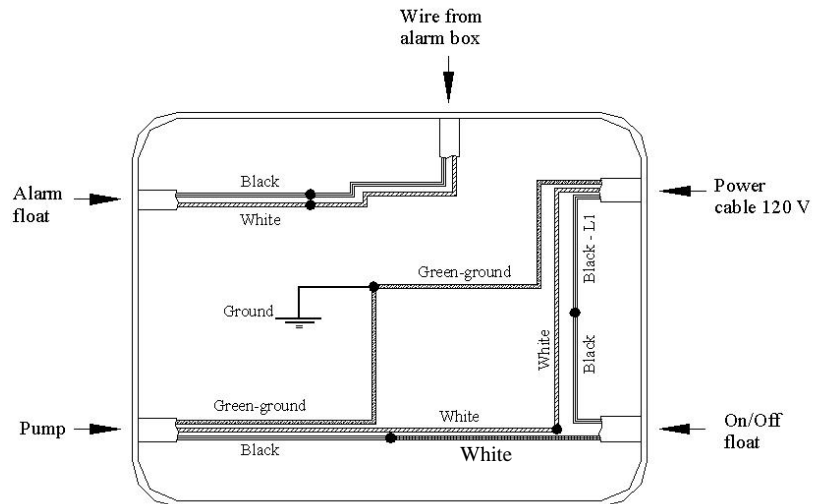 Wire from
alarm box
Alarm
float
Black
White
Power
cable 120 V
Black - L1
Green-ground
Ground
White
Black
Green-ground
White
Pump
On/Off
float
Black
White